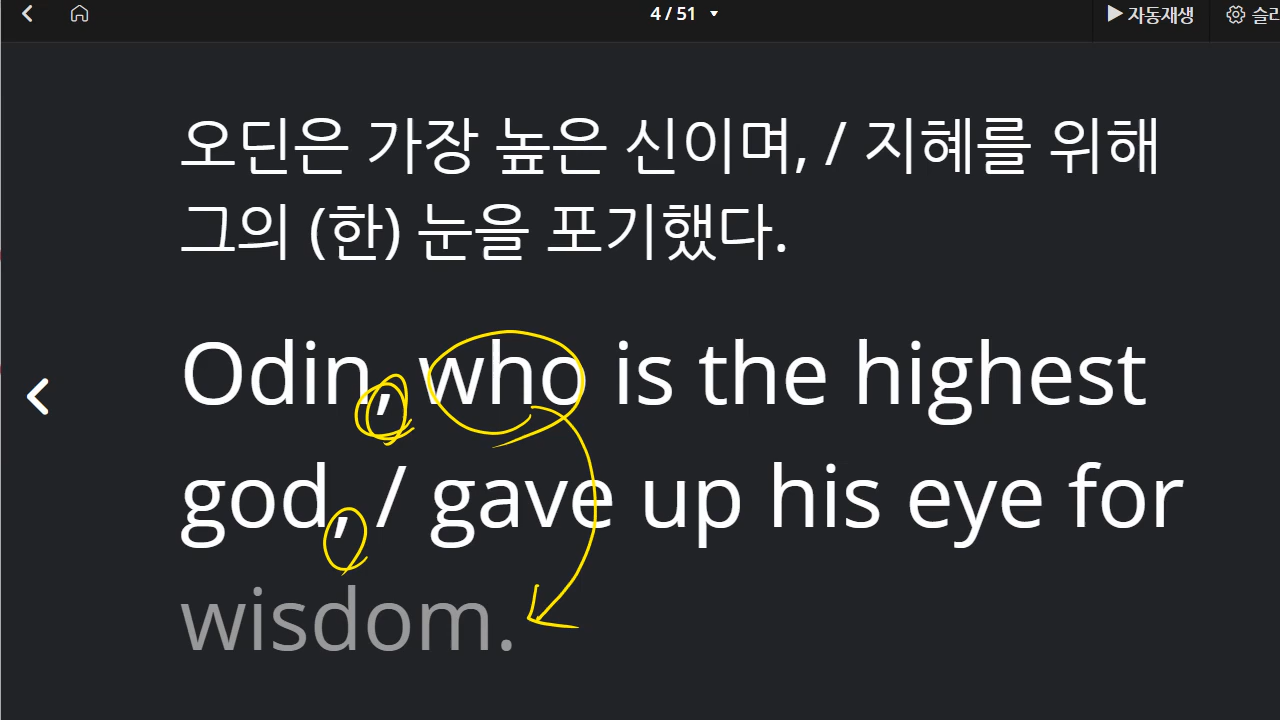 4 / 51
자동재생
오딘은 가장 높은 신이며, / 지혜를 위해
그의 (한) 눈을 포기했다.
Odin, who is the highest
god, / gave up his eye for
wisdom.